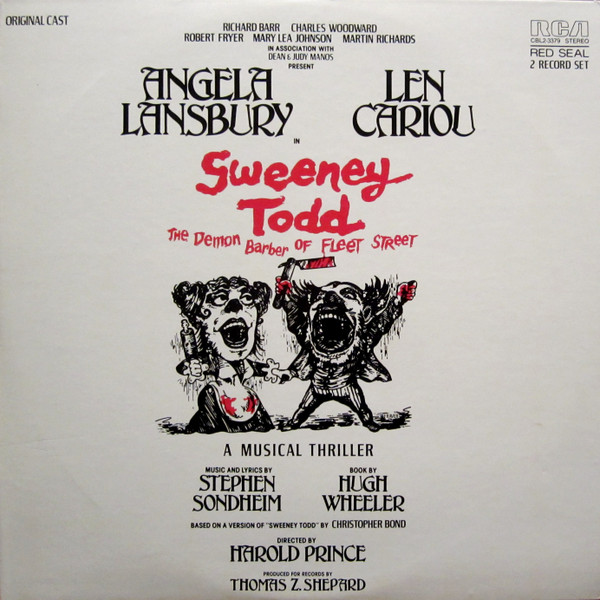 ORIGINAL CAST
RICHARD BARR CHARLES WOODWARD
ROBERT FRYER MARY LEA JOHNSON MARTIN RICHARDS
IN ASSOCIATION WITH
DEAN & JUDY MANOS
PRESENT
RCA
CBL2-3379 STEREO
RED SEAL
2 RECORD SET
ANGELA
LANSBURY
LEN
CARIOU
IN
Sweeney
Todd
THE DEMON BARBER OF FLEET STREET
A MUSICAL THRILLER
MUSIC AND LYRICS BY
STEPHEN
SONDHEIM
BOOK BY
HUGH
WHEELER
BASED ON A VERSION OF "SWEENEY TODD" BY CHRISTOPHER BOND
DIRECTED BY
HAROLD PRINCE
PRODUCED FOR RECORDS BY
THOMAS Z. SHEPARD